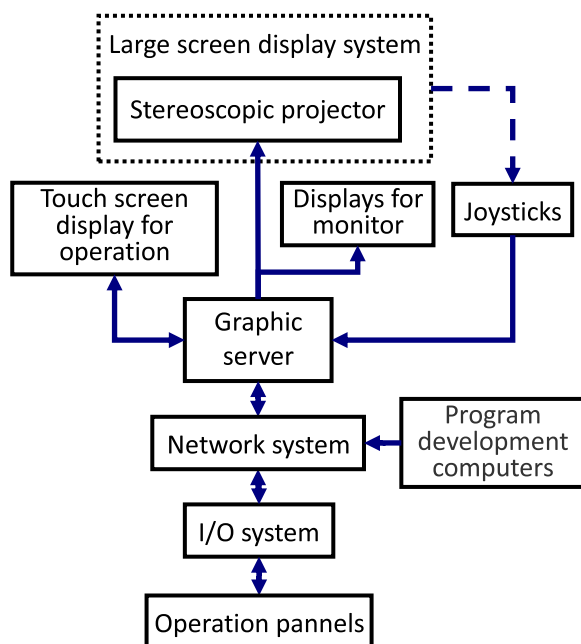 Large screen display system
Stereoscopic projector
Touch screen
display for
operation
Displays for
monitor
Joysticks
Graphic
server
Network system
Program
development
computers
I/O system
Operation pannels